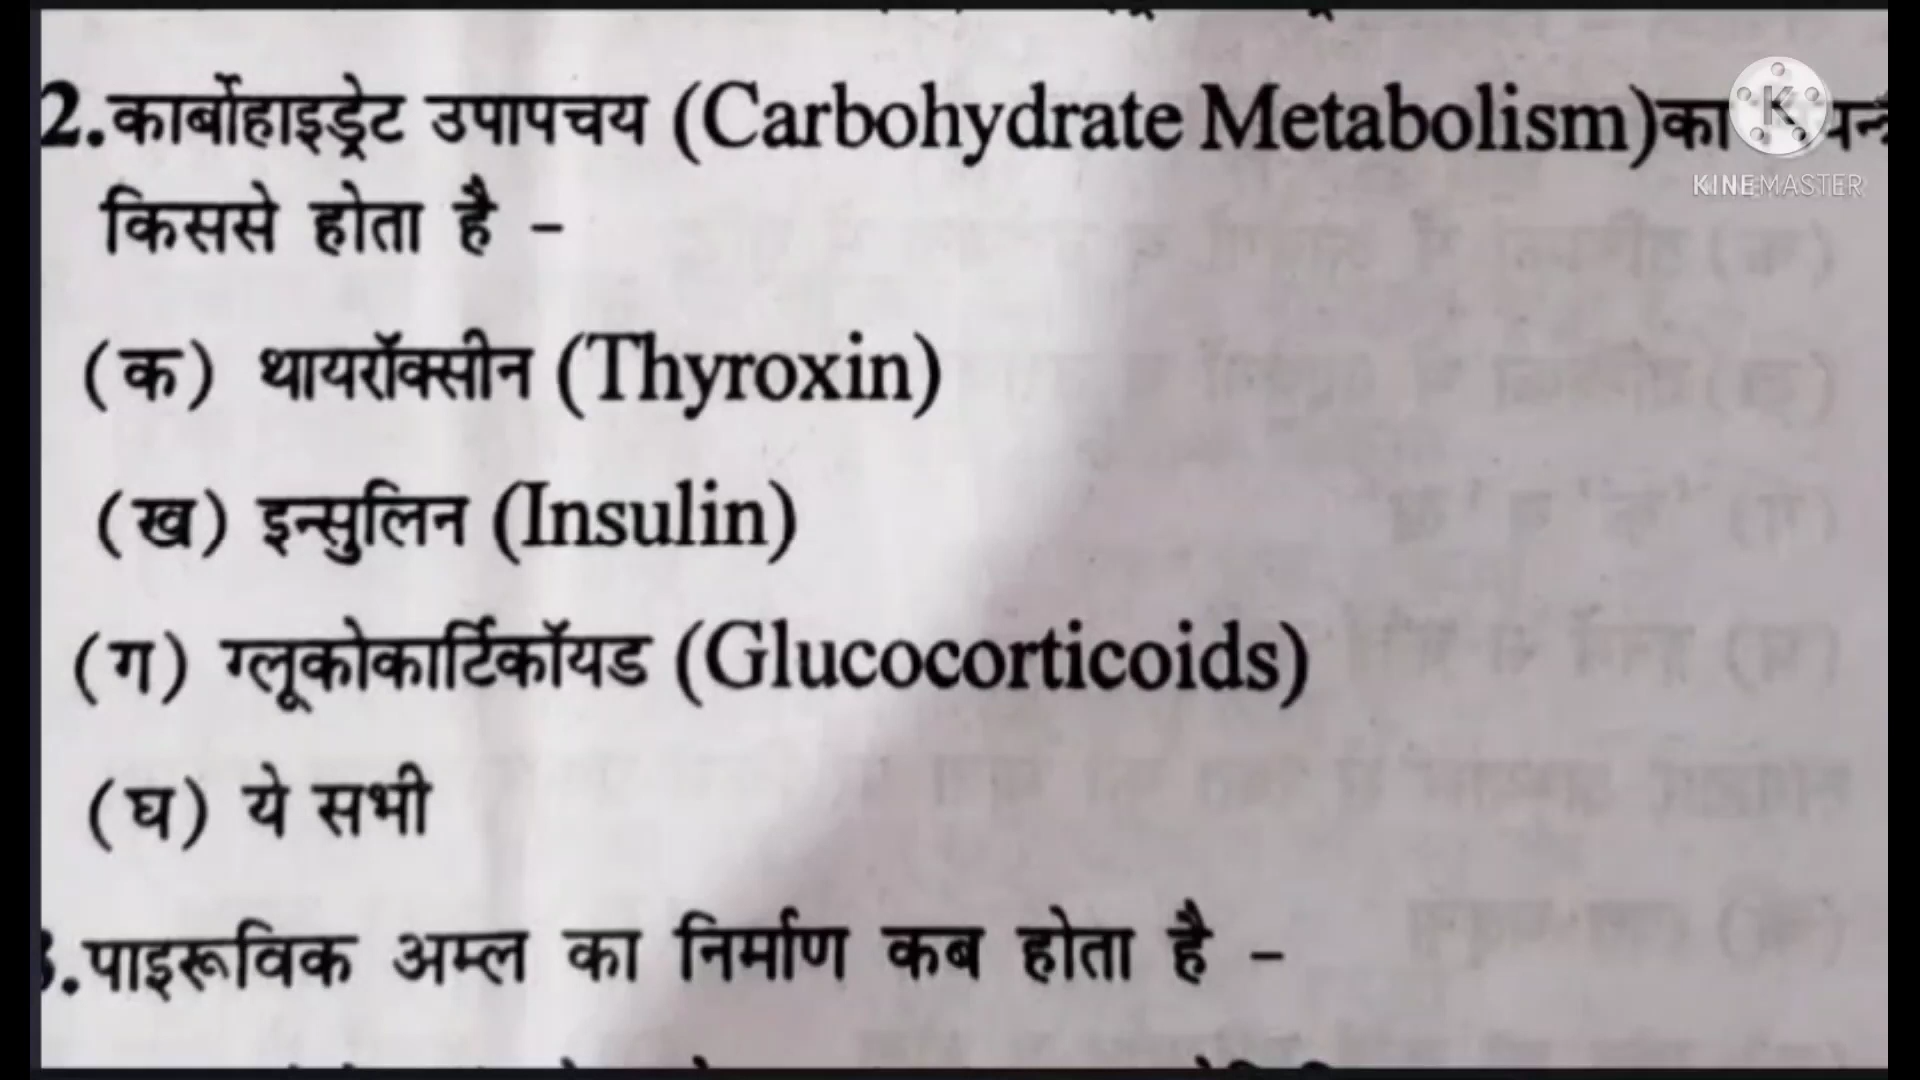 2.कार्बोहाइड्रेट उपापचय (Carbohydrate Metabolism)का
किससे होता है -
(क) थायरॉक्सीन (Thyroxin)
(ख) इन्सुलिन (Insulin)
(ग) ग्लूकोकार्टिकॉयड (Glucocorticoids)
(घ) ये सभी
.पाइरूविक अम्ल का निर्माण कब होता है -
K
KINEMASTER